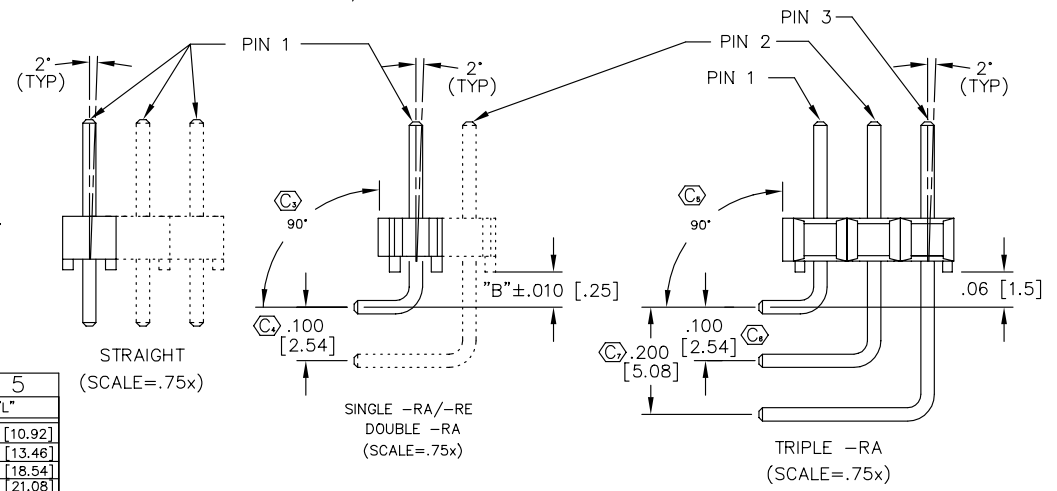 PIN 3
PIN 1
PIN 2
PIN 1
2°
(TYP)
2°
(TYP)
2°
(TYP)
C3
90°
C5
90°
"B"±.010 [.25]
.06 [1.5]
C4 .100
[2.54]
.100
[2.54] C6
C7 .200
[5.08]
STRAIGHT
(SCALE=.75x)
SINGLE -RA/-RE
DOUBLE -RA
(SCALE=.75x)
TRIPLE -RA
(SCALE=.75x)
5
"L"
[10.92]
[13.46]
[18.54]
[21.08]